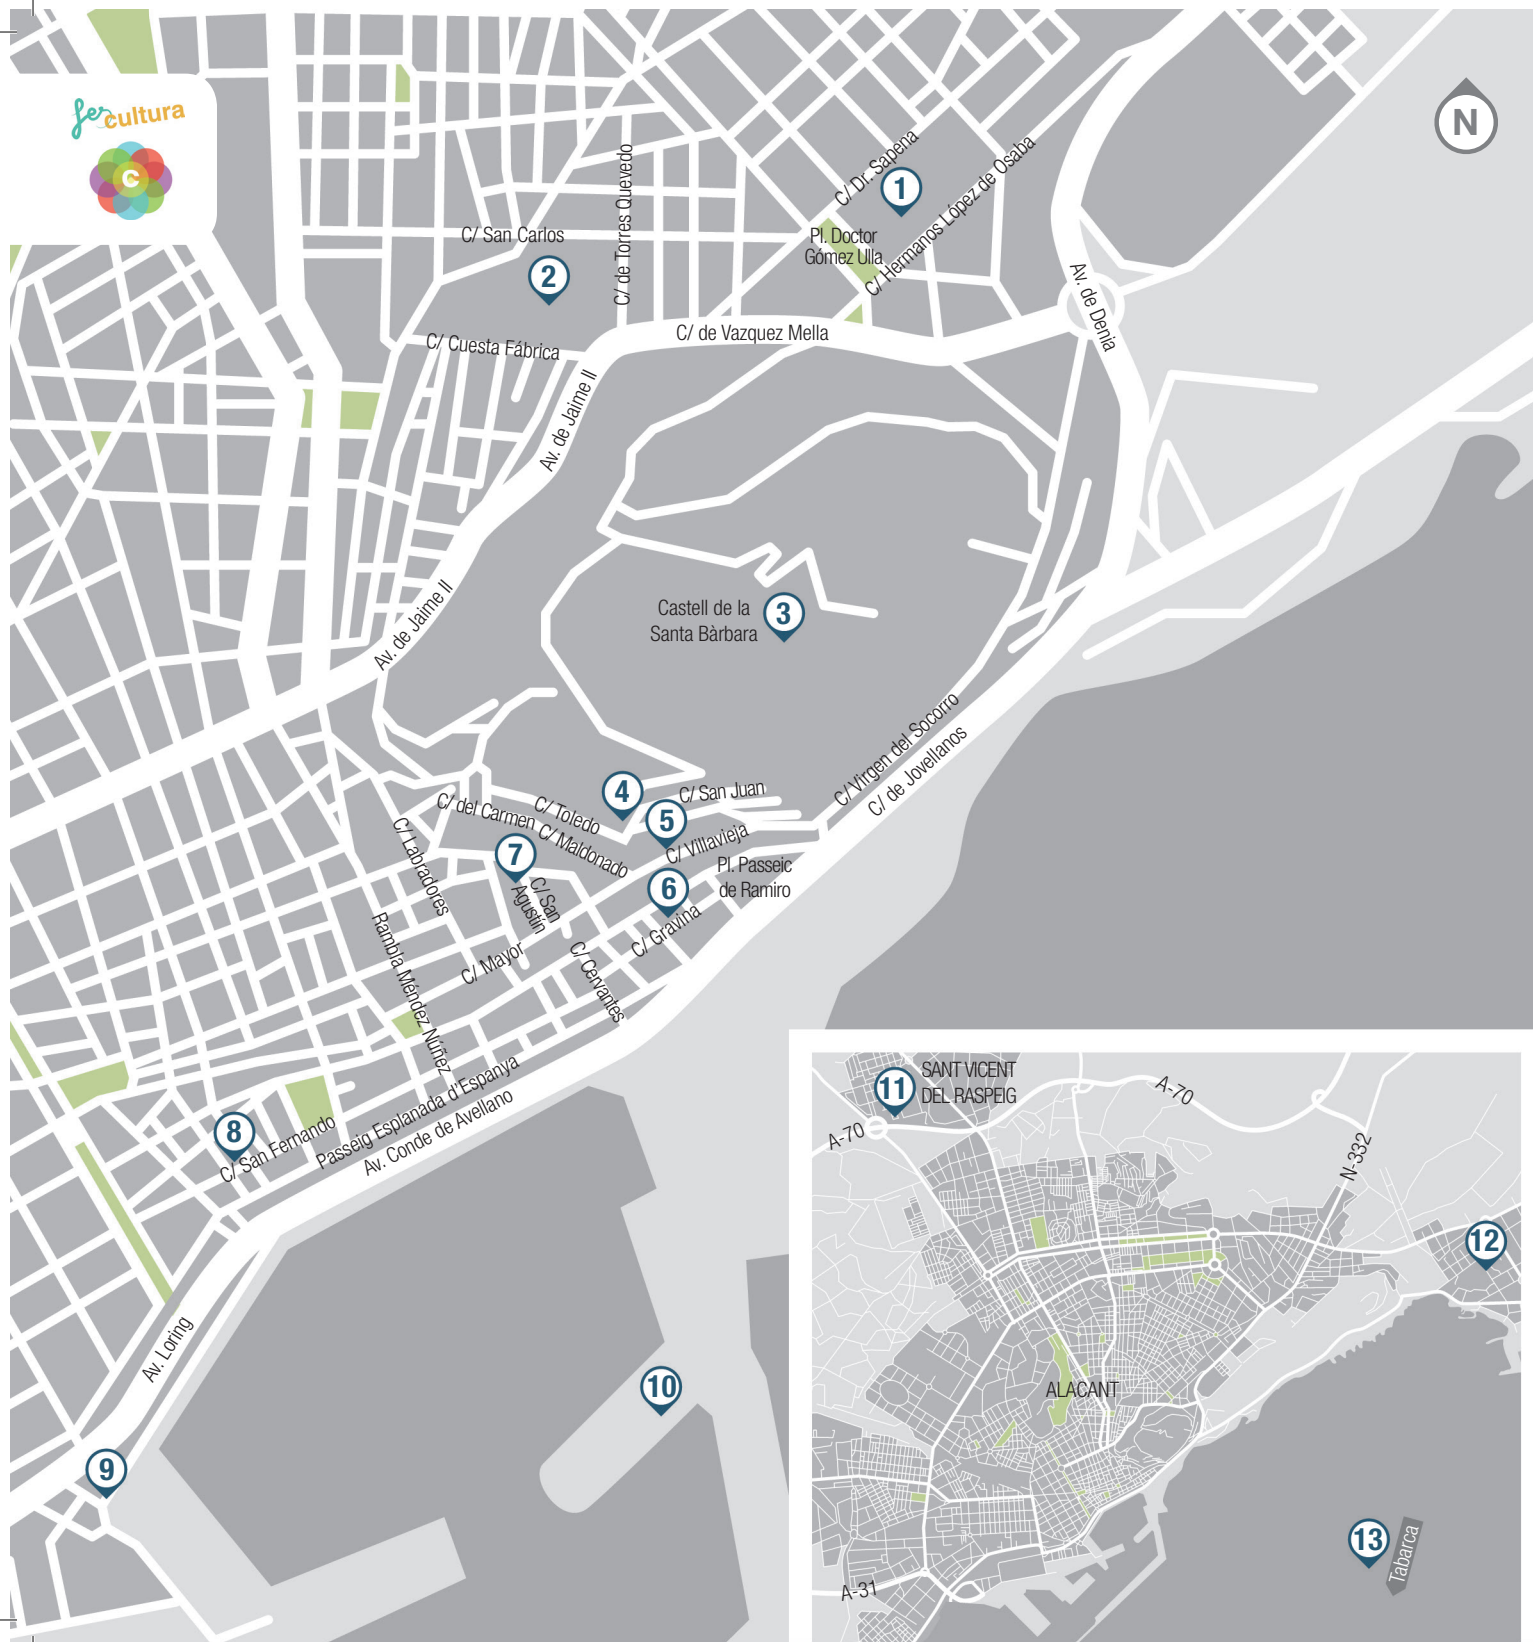 fer cultura
C
N
C/ Dr. Sapena
1
C/ Hermanos López de Osaba
Pl. Doctor
Gómez Ulla
C/ de Torres Quevedo
C/ San Carlos
2
Av. de Denia
C/ de Vazquez Mella
C/ Cuesta Fábrica
Av. de Jaime II
Av. de Jaime II
Castell de la
Santa Bàrbara
3
C/ Virgen del Socorro
C/ de Jovellanos
4
C/ San Juan
5
C/ Toledo
C/ del Carmen
C/ Maldonado
C/ Villavieja
C/ Labradores
7
C/ San
Agustín
6
Pl. Passeic
de Ramiro
C/ Gravina
C/ Mayor
C/ Cervantes
Rambla Méndez Núñez
8
C/ San Fernando
Passeig Esplanada d'Espanya
Av. Conde de Avellano
Av. Loring
9
10
11
SANT VICENT
DEL RASPEIG
A-70
A-70
N-332
12
ALACANT
13
Tabarca
A-31